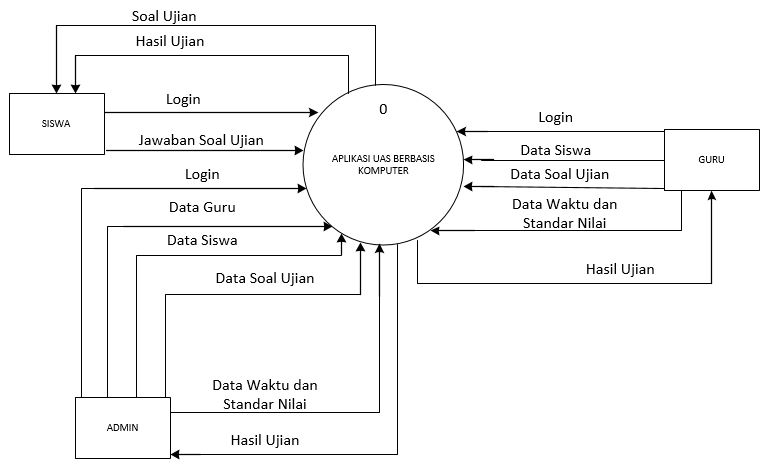 Soal Ujian
Hasil Ujian
0
SISWA
Login
Login
Jawaban Soal Ujian
APLIKASI UAS BERBASIS
KOMPUTER
Data Siswa
GURU
Login
Data Soal Ujian
Data Guru
Data Waktu dan
Standar Nilai
Data Siswa
Hasil Ujian
Data Soal Ujian
Data Waktu dan
Standar Nilai
ADMIN
Hasil Ujian